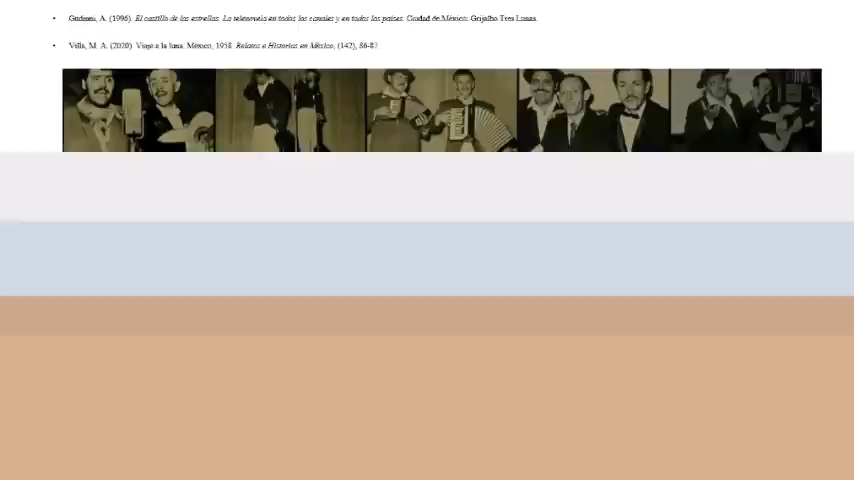 • A. (1996). El castillo de las estrellas. La telenovela en todos los canales y en todos los países. Ciudad de México: Grijalbo Tres Lunas.
• Villa, M. A. (2020). Viaje a la luna. México, 1958. Relatos e Historias en México, (142), 86-87.